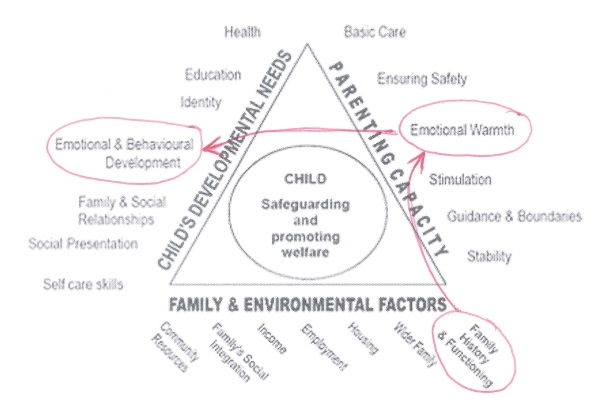 Health
Basic Care
Education
Ensuring Safety
Identity
Emotional Warmth
Emotional & Behavioural
Development
Stimulation
Family & Social
Relationships
Guidance & Boundaries
Social Presentation
Stability
Self care skills
CHILD'S DEVELOPMENTAL NEEDS
PARENTING CAPACITY
CHILD
Safeguarding
and
promoting
welfare
FAMILY & ENVIRONMENTAL FACTORS
Community
Resources
Family's Social
Integration
Income
Employment
Housing
Wider Family
Family
History
& Functioning